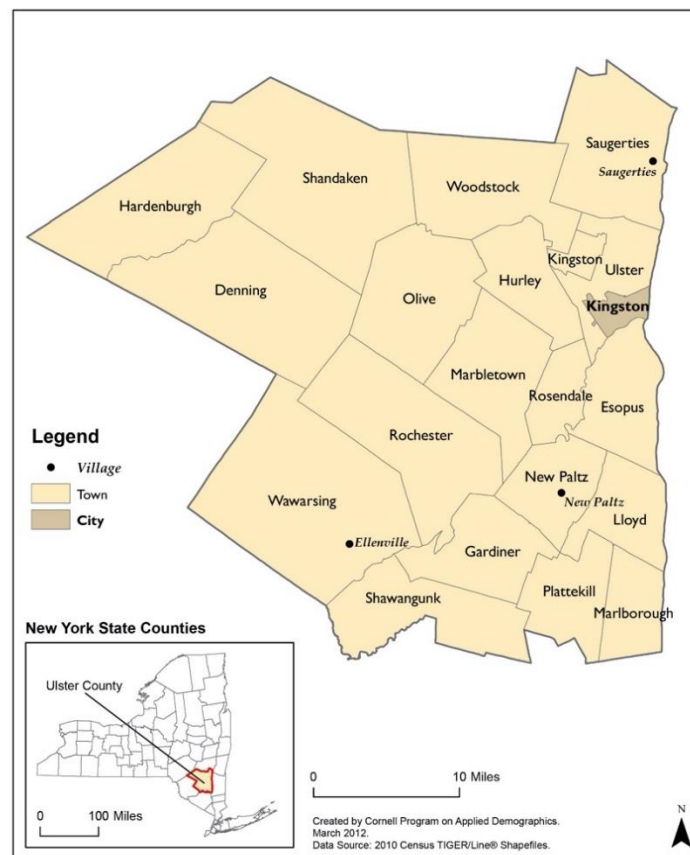 Saugerties
Saugerties
Shandaken
Woodstock
Hardenburgh
Kingston
Ulster
Hurley
Denning
Olive
Kingston
Marbletown
Rosendale
Esopus
Rochester
Legend
Village
Town
City
New Paltz
New Paltz
Wawarsing
Lloyd
Ellenville
Gardiner
Plattekill
Shawangunk
Marlborough
New York State Counties
Ulster County
0 100 Miles
0 10 Miles
Created by Cornell Program on Applied Demographics.
March 2012.
Data Source: 2010 Census TIGER/Line® Shapefiles.
N